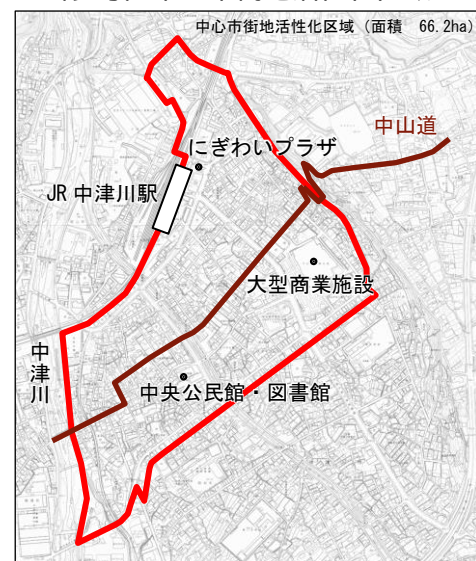 中心市街地活性化区域（面積　66.2ha）
中山道
にぎわいプラザ
JR 中津川駅
大型商業施設
中津川
中央公民館・図書館